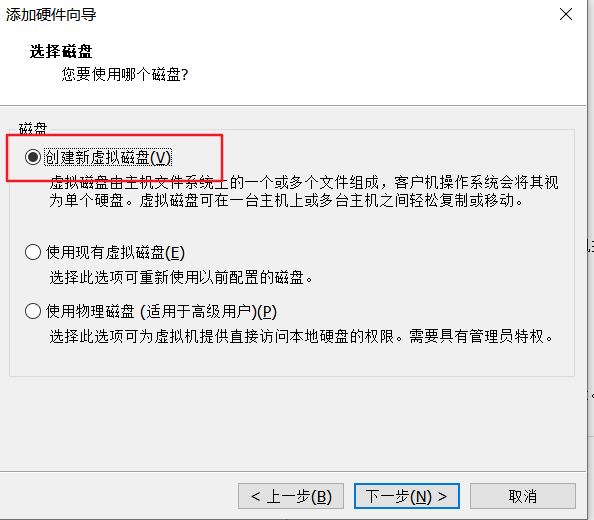 添加硬件向导
选择磁盘
您要使用哪个磁盘?
磁盘
创建新虚拟磁盘(V)
虚拟磁盘由主机文件系统上的一个或多个文件组成，客户机操作系统会将其视
为单个硬盘。虚拟磁盘可在一台主机上或多台主机之间轻松复制或移动。
使用现有虚拟磁盘(E)
选择此选项可重新使用以前配置的磁盘。
使用物理磁盘 (适用于高级用户)(P)
选择此选项可为虚拟机提供直接访问本地硬盘的权限。需要具有管理员特权。
< 上一步(B)
下一步(N) >
取消